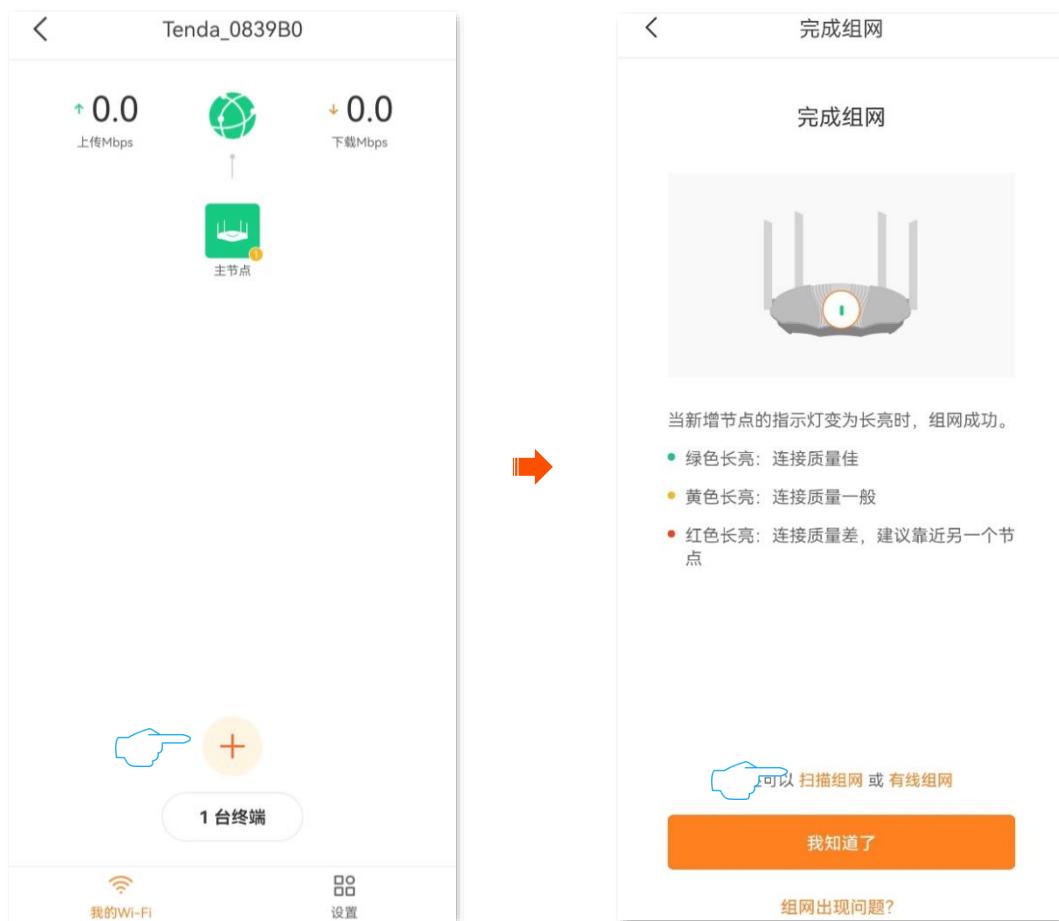 Tenda_0839B0
0.0
上传Mbps
0.0
下载Mbps
1
主节点
1 台终端
我的Wi-Fi
设置
完成组网
完成组网
当新增节点的指示灯变为长亮时，组网成功。
绿色长亮：连接质量佳
黄色长亮：连接质量一般
红色长亮：连接质量差，建议靠近另一个节
点
可以 扫描组网 或 有线组网
我知道了
组网出现问题？